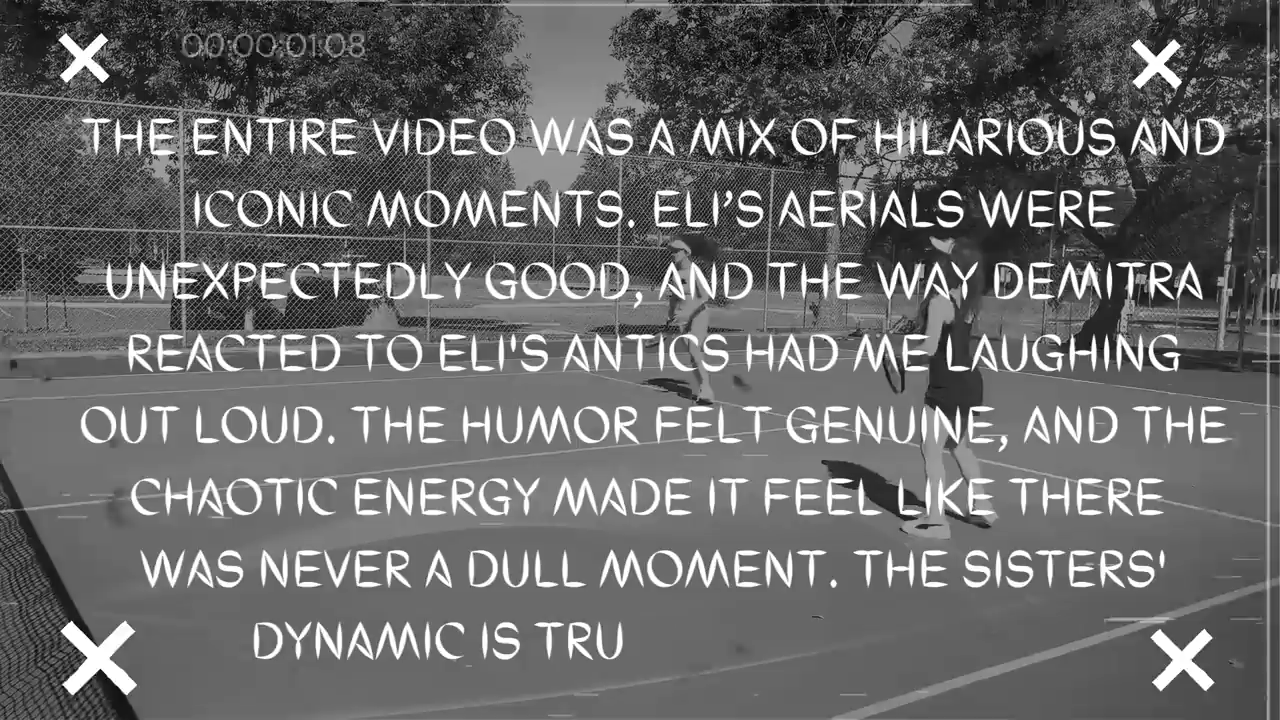 00:00:01:08
THE ENTIRE VIDEO WAS A MIX OF HILARIOUS AND
ICONIC MOMENTS. ELI’S AERIALS WERE
UNEXPECTEDLY GOOD, AND THE WAY DEMITRA
REACTED TO ELI'S ANTICS HAD ME LAUGHING
OUT LOUD. THE HUMOR FELT GENUINE, AND THE
CHAOTIC ENERGY MADE IT FEEL LIKE THERE
WAS NEVER A DULL MOMENT. THE SISTERS'
DYNAMIC IS TRU